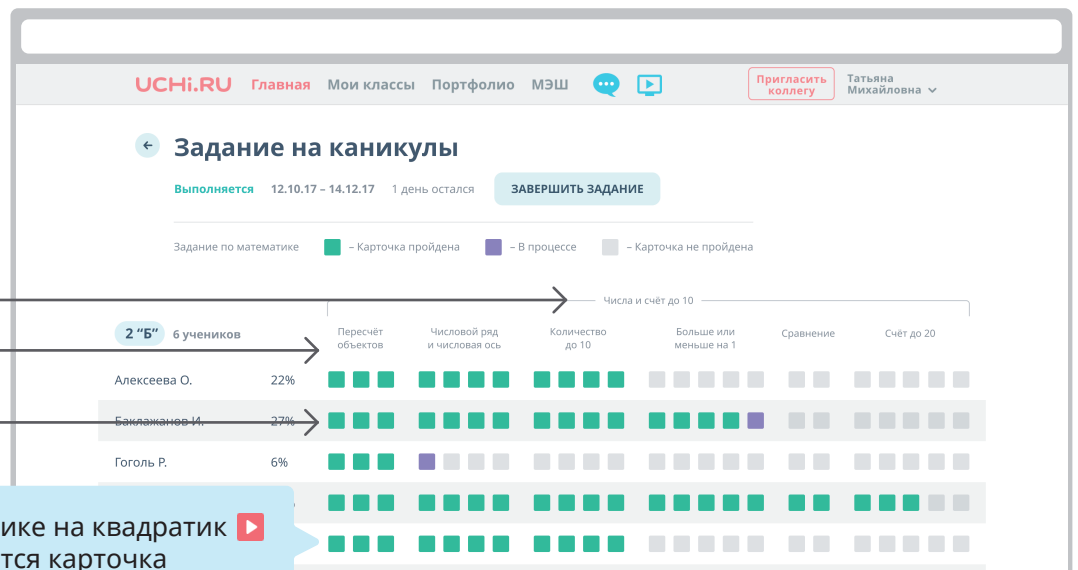 UCHi.RU Главная Мои классы Портфолио МЭШ Пригласить коллегу Татьяна Михайловна
Задание на каникулы
Выполняется 12.10.17 – 14.12.17 1 день остался ЗАВЕРШИТЬ ЗАДАНИЕ
Задание по математике – Карточка пройдена – В процессе – Карточка не пройдена
Числа и счёт до 10
2 “Б” 6 учеников
Пересчёт
объектов
Числовой ряд
и числовая ось
Количество
до 10
Больше или
меньше на 1
Сравнение
Счёт до 20
Алексеева О. 22%
Баклажанов И. 27%
Гоголь Р. 6%
ике на квадратик
тся карточка